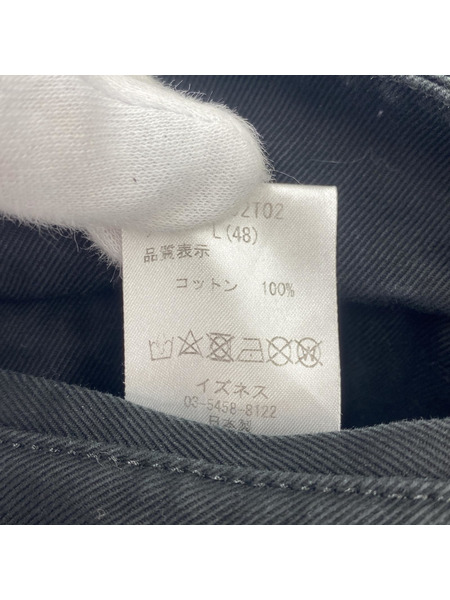 2T02
L(48)
品質表示
コットン 100%
イズネス
03-5458-8122
日本製